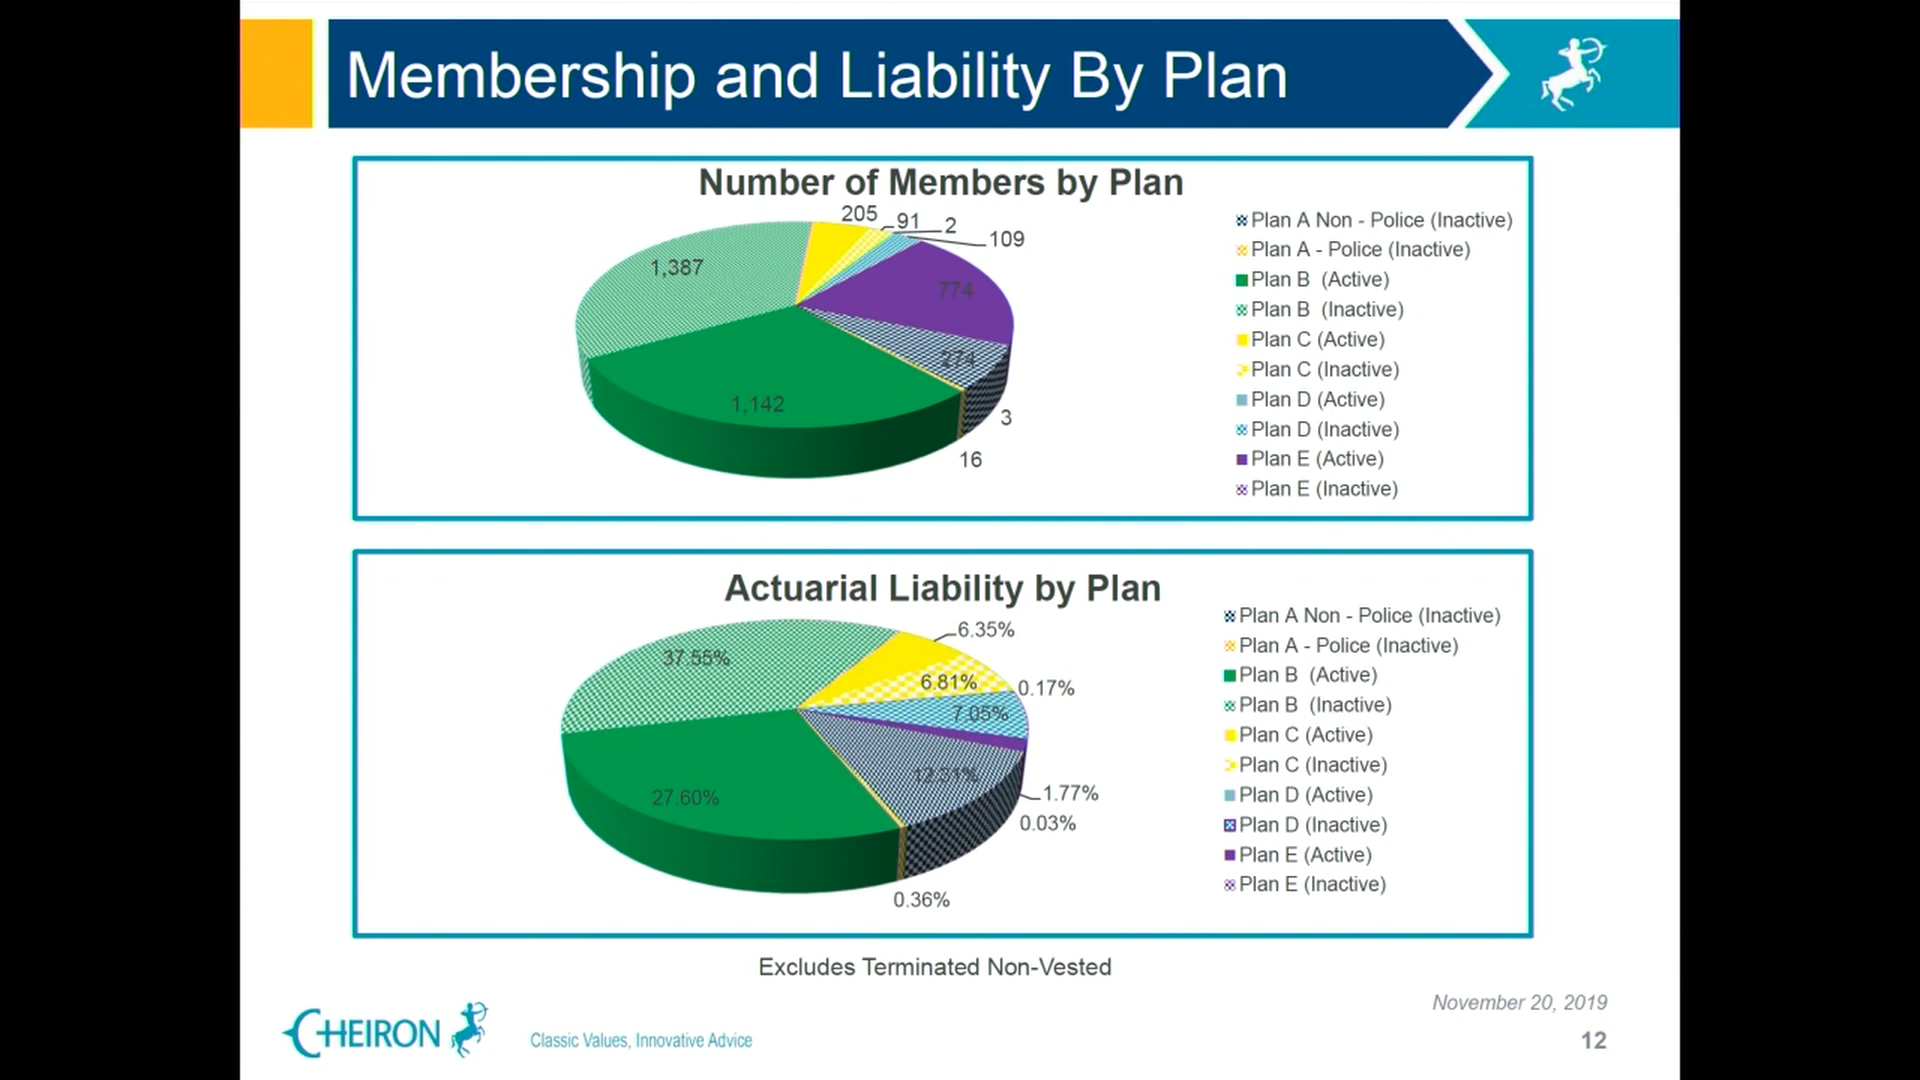 Membership and Liability By Plan
Number of Members by Plan
205
91
2
109
1,387
774
274
1,142
3
16
Plan A Non - Police (Inactive)
Plan A - Police (Inactive)
Plan B (Active)
Plan B (Inactive)
Plan C (Active)
Plan C (Inactive)
Plan D (Active)
Plan D (Inactive)
Plan E (Active)
Plan E (Inactive)
Actuarial Liability by Plan
6.35%
37.55%
6.81%
0.17%
7.05%
12.31%
1.77%
27.60%
0.03%
0.36%
Plan A Non - Police (Inactive)
Plan A - Police (Inactive)
Plan B (Active)
Plan B (Inactive)
Plan C (Active)
Plan C (Inactive)
Plan D (Active)
Plan D (Inactive)
Plan E (Active)
Plan E (Inactive)
Excludes Terminated Non-Vested
November 20, 2019
CHEIRON
Classic Values, Innovative Advice
12